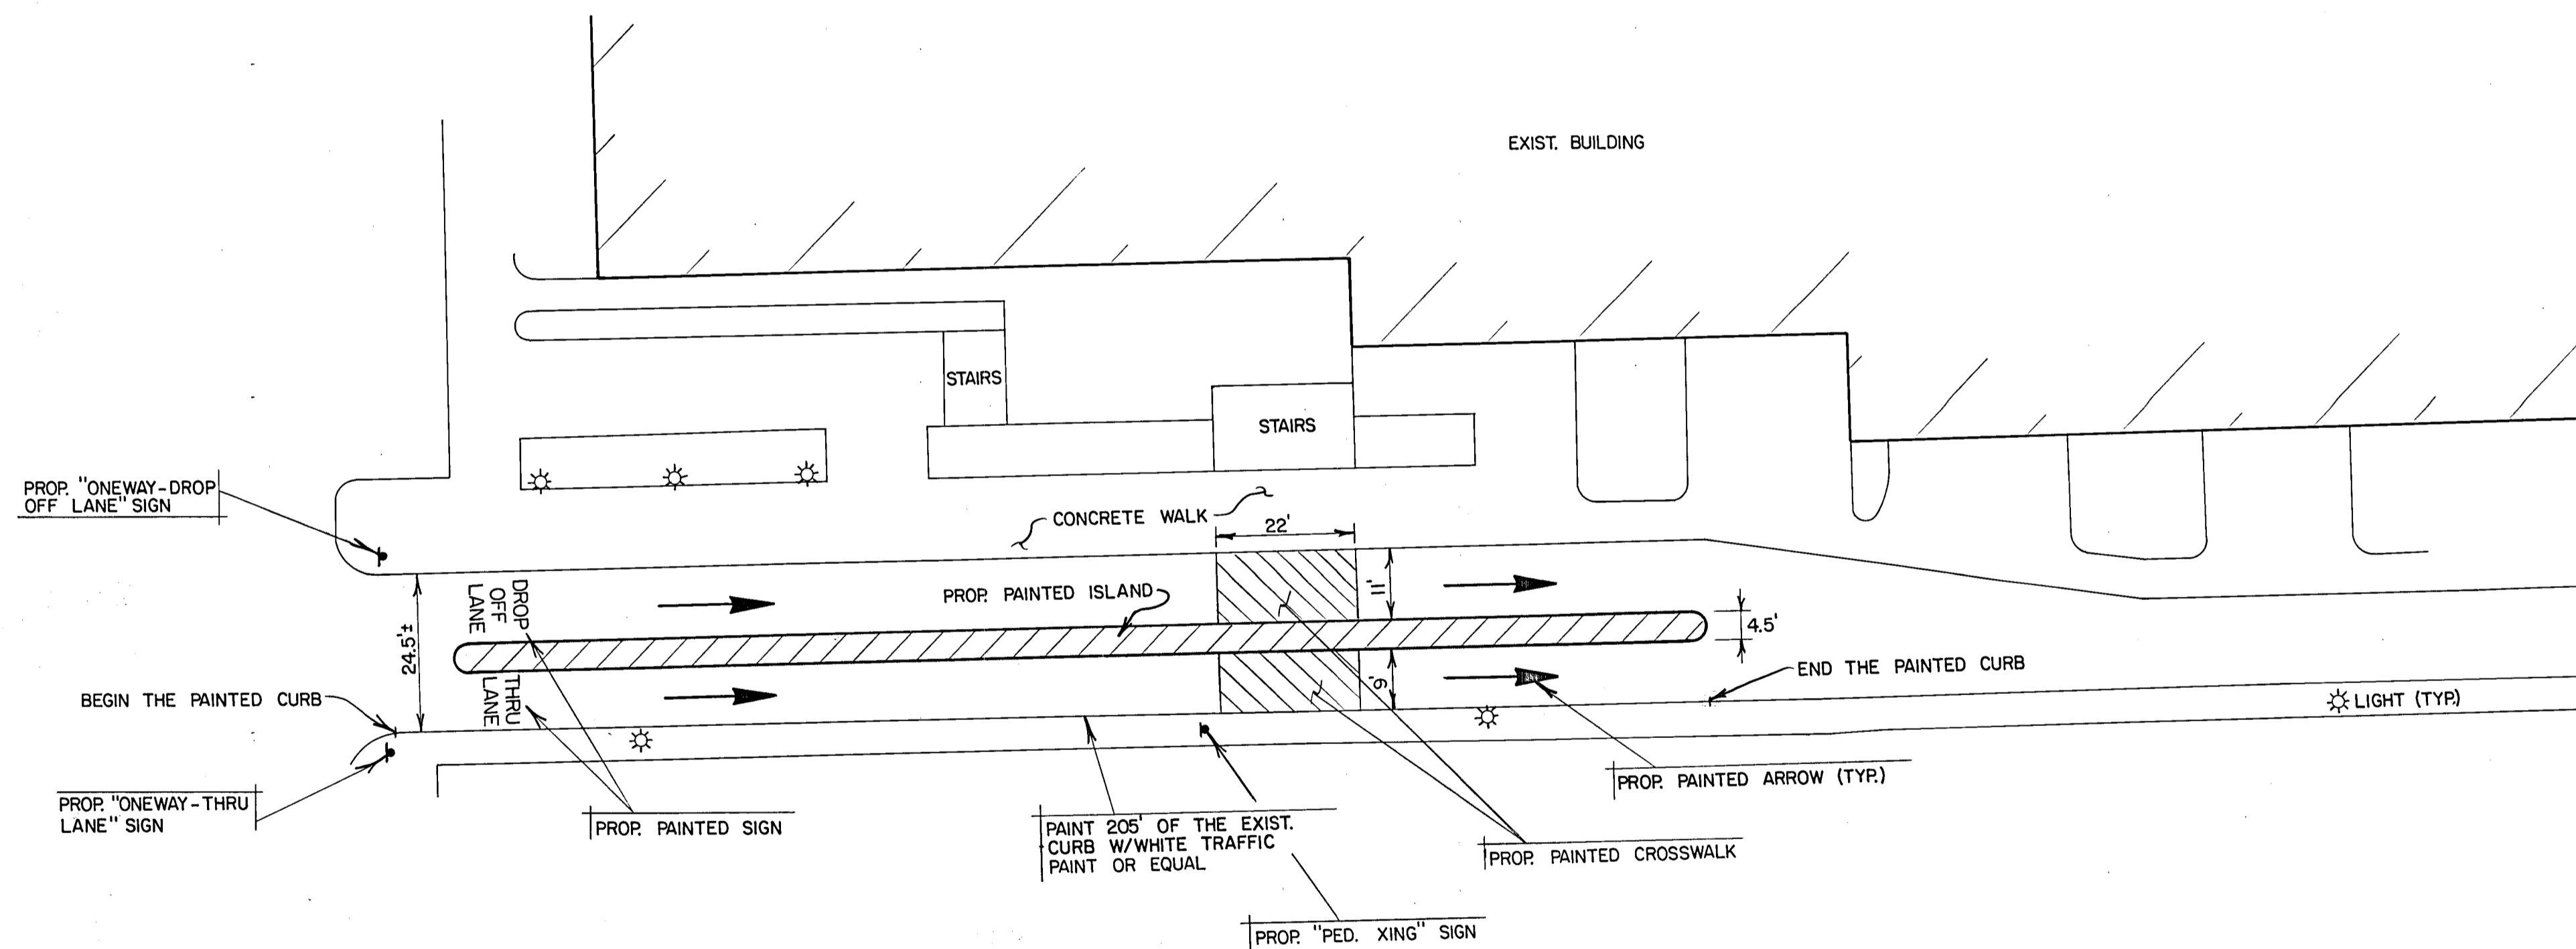 EXIST. BUILDING
STAIRS
STAIRS
PROP. "ONEWAY-DROP
OFF LANE" SIGN
CONCRETE WALK
22'
DROP
OFF
LANE
PROP. PAINTED ISLAND
11'
24.5'±
4.5'
THRU
LANE
9'
BEGIN THE PAINTED CURB
END THE PAINTED CURB
LIGHT (TYP.)
PROP. "ONEWAY-THRU
LANE" SIGN
PROP. PAINTED SIGN
PAINT 205' OF THE EXIST.
CURB W/WHITE TRAFFIC
PAINT OR EQUAL
PROP. PAINTED ARROW (TYP.)
PROP. PAINTED CROSSWALK
PROP. "PED. XING" SIGN